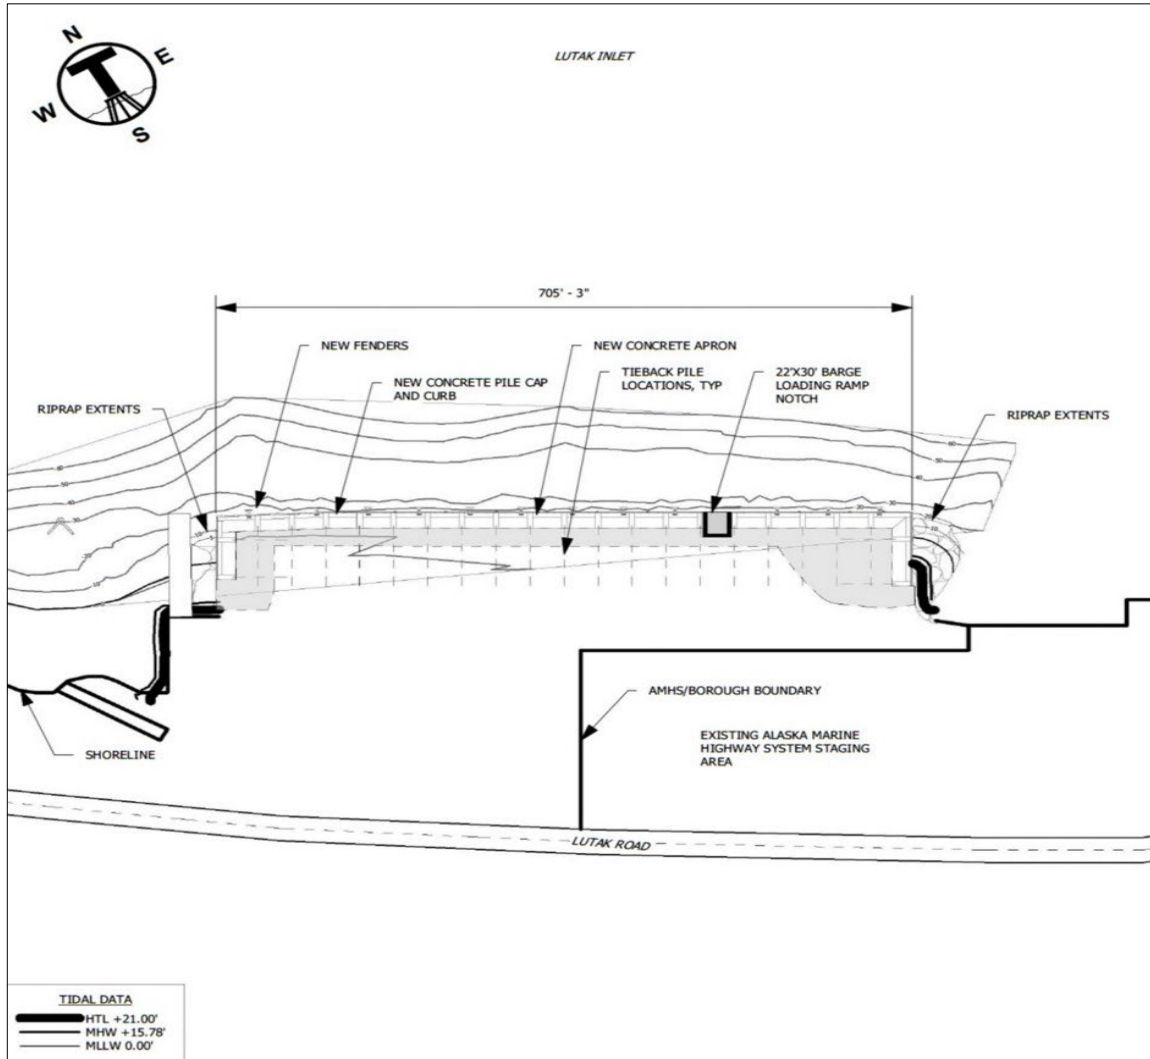 N
E
W
S
LUTAK INLET
705' - 3"
NEW FENDERS
NEW CONCRETE APRON
NEW CONCRETE PILE CAP
AND CURB
TIEBACK PILE
LOCATIONS, TYP
22'X30' BARGE
LOADING RAMP
NOTCH
RIPRAP EXTENTS
RIPRAP EXTENTS
AMHS/BOROUGH BOUNDARY
EXISTING ALASKA MARINE
HIGHWAY SYSTEM STAGING
AREA
SHORELINE
LUTAK ROAD
TIDAL DATA
HTL +21.00'
MHW +15.78'
MLLW 0.00'